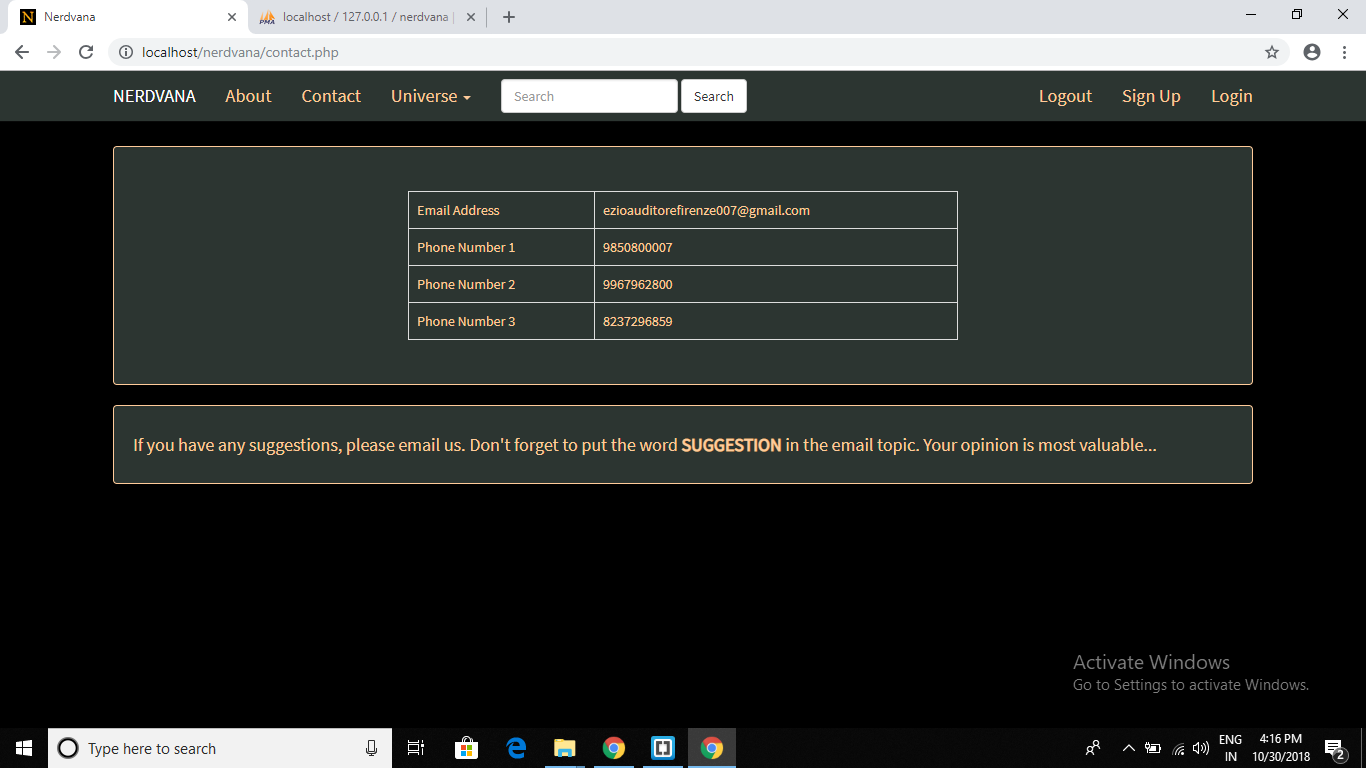 Nerdvana
localhost / 127.0.0.1 / nerdvana |
localhost/nerdvana/contact.php
NERDVANA About Contact Universe Search Search Logout Sign Up Login
Email Address ezioauditorefirenze007@gmail.com
Phone Number 1 9850800007
Phone Number 2 9967962800
Phone Number 3 8237296859
If you have any suggestions, please email us. Don't forget to put the word SUGGESTION in the email topic. Your opinion is most valuable...
Activate Windows
Go to Settings to activate Windows.
Type here to search
ENG
IN
4:16 PM
10/30/2018
2